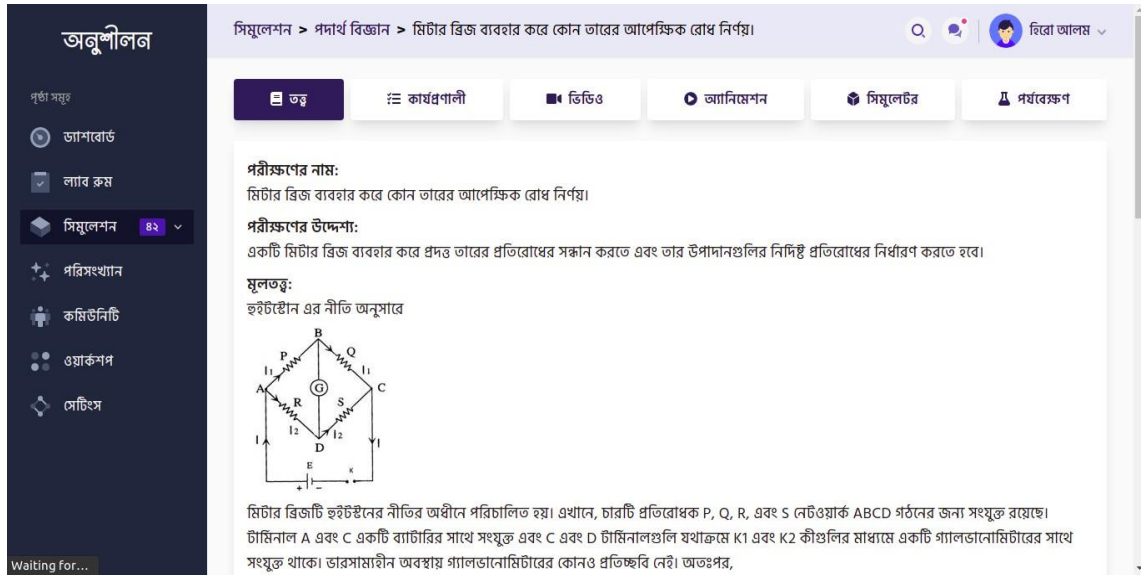 অনুশীলন
সিমুলেশন > পদার্থ বিজ্ঞান > মিটার ব্রিজ ব্যবহার করে কোন তারের আপেক্ষিক রোধ নির্ণয়।
হিরো আলম
পৃষ্ঠা সমূহ
ড্যাশবোর্ড
ল্যাব রুম
সিমুলেশন ৪২
পরিসংখ্যান
কমিউনিটি
ওয়ার্কশপ
সেটিংস
তত্ত্ব
কার্যপ্রণালী
ভিডিও
অ্যানিমেশন
সিমুলেটর
পর্যবেক্ষণ
পরীক্ষণের নাম:
মিটার ব্রিজ ব্যবহার করে কোন তারের আপেক্ষিক রোধ নির্ণয়।
পরীক্ষণের উদ্দেশ্য:
একটি মিটার ব্রিজ ব্যবহার করে প্রদত্ত তারের প্রতিরোধের সন্ধান করতে এবং তার উপাদানগুলির নির্দিষ্ট প্রতিরোধের নির্ধারণ করতে হবে।
মূলতত্ত্ব:
হুইটস্টোন এর নীতি অনুসারে
B
P Q
I1 I1
A G C
R S
I2 I2
I D I
E K
+ −
মিটার ব্রিজটি হুইটস্টনের নীতির অধীনে পরিচালিত হয়। এখানে, চারটি প্রতিরোধক P, Q, R, এবং S নেটওয়ার্ক ABCD গঠনের জন্য সংযুক্ত রয়েছে।
টার্মিনাল A এবং C একটি ব্যাটারির সাথে সংযুক্ত এবং C এবং D টার্মিনালগুলি যথাক্রমে K1 এবং K2 কীগুলির মাধ্যমে একটি গ্যালভানোমিটারের সাথে
সংযুক্ত থাকে। ভারসাম্যহীন অবস্থায় গ্যালভানোমিটারের কোনও প্রতিচ্ছবি নেই। অতঃপর,
Waiting for...